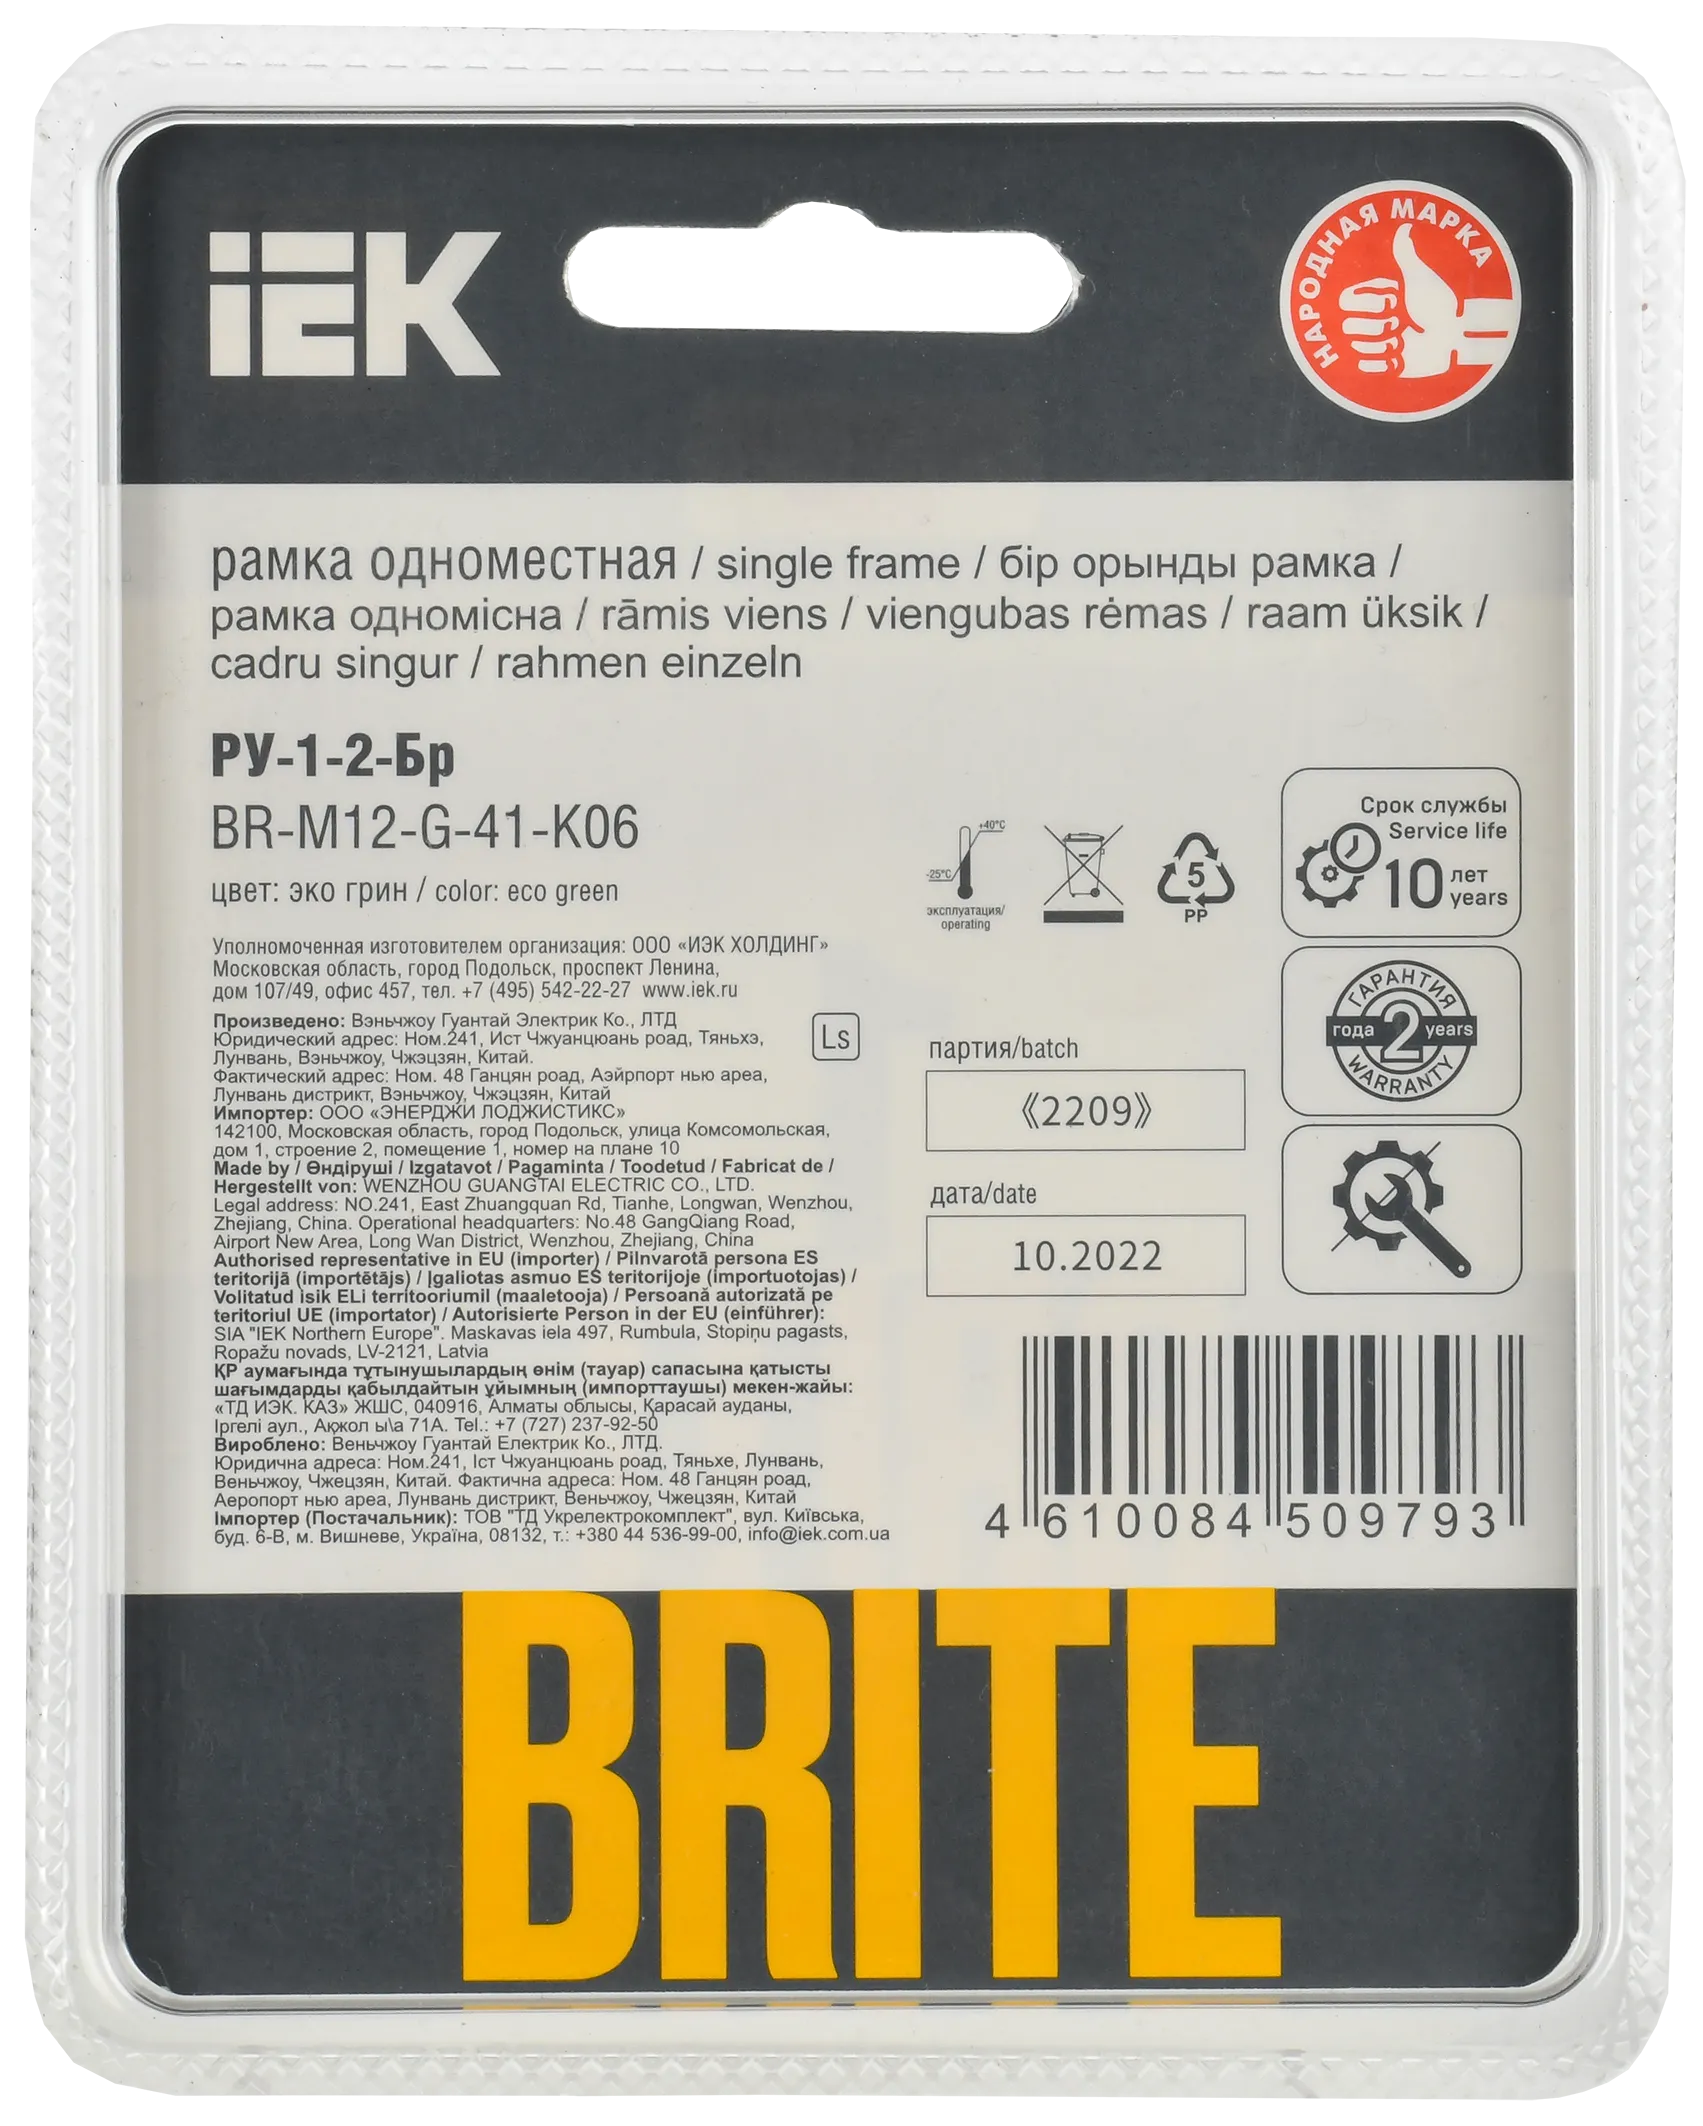 IEK
НАРОДНАЯ МАРКА
рамка одноместная / single frame / бір орынды рамка /
рамка одномісна / rāmis viens / viengubas rėmas / raam üksik /
cadru singur / rahmen einzeln
РУ-1-2-Бр
BR-M12-G-41-K06
цвет: эко грин / color: eco green
+40°C
-25°C
эксплуатация/
operating
5
PP
Срок службы
Service life
10 лет
years
Уполномоченная изготовителем организация: ООО «ИЭК ХОЛДИНГ»
Московская область, город Подольск, проспект Ленина,
дом 107/49, офис 457, тел. +7 (495) 542-22-27 www.iek.ru
Произведено: Вэньчжоу Гуантай Электрик Ко., ЛТД
Юридический адрес: Ном.241, Ист Чжуанцюань роад, Тяньхэ,
Лунвань, Вэньчжоу, Чжэцзян, Китай.
Фактический адрес: Ном. 48 Ганцян роад, Аэйрпорт нью ареа,
Лунвань дистрикт, Вэньчжоу, Чжэцзян, Китай
Импортер: ООО «ЭНЕРДЖИ ЛОДЖИСТИКС»
142100, Московская область, город Подольск, улица Комсомольская,
дом 1, строение 2, помещение 1, номер на плане 10
Made by / Өндіруші / Izgatavot / Pagaminta / Toodetud / Fabricat de /
Hergestellt von: WENZHOU GUANGTAI ELECTRIC CO., LTD.
Legal address: NO.241, East Zhuangquan Rd, Tianhe, Longwan, Wenzhou,
Zhejiang, China. Operational headquarters: No.48 GangQiang Road,
Airport New Area, Long Wan District, Wenzhou, Zhejiang, China
Authorised representative in EU (importer) / Pilnvarotā persona ES
teritorijā (importētājs) / Įgaliotas asmuo ES teritorijoje (importuotojas) /
Volitatud isik ELi territooriumil (maaletooja) / Persoană autorizată pe
teritoriul UE (importator) / Autorisierte Person in der EU (einführer):
SIA "IEK Northern Europe". Maskavas iela 497, Rumbula, Stopiņu pagasts,
Ropažu novads, LV-2121, Latvia
ҚР аумағында тұтынушылардың өнім (тауар) сапасына қатысты
шағымдарды қабылдайтын ұйымның (импорттаушы) мекен-жайы:
«ТД ИЭК. КАЗ» ЖШС, 040916, Алматы облысы, Қарасай ауданы,
Іргелі аул., Ақжол ы\а 71А. Tel.: +7 (727) 237-92-50
Вироблено: Веньчжоу Гуантай Електрик Ко., ЛТД.
Юридична адреса: Ном.241, Іст Чжуанцюань роад, Тяньхе, Лунвань,
Веньчжоу, Чжецзян, Китай. Фактична адреса: Ном. 48 Ганцян роад,
Аеропорт нью ареа, Лунвань дистрикт, Веньчжоу, Чжецзян, Китай
Імпортер (Постачальник): ТОВ "ТД Укрелектрокомплект", вул. Київська,
буд. 6-В, м. Вишневе, Україна, 08132, т.: +380 44 536-99-00, info@iek.com.ua
Ls
партия/batch
《2209》
дата/date
10.2022
ГАРАНТИЯ
года 2 years
WARRANTY
4 610084 509793
BRITE